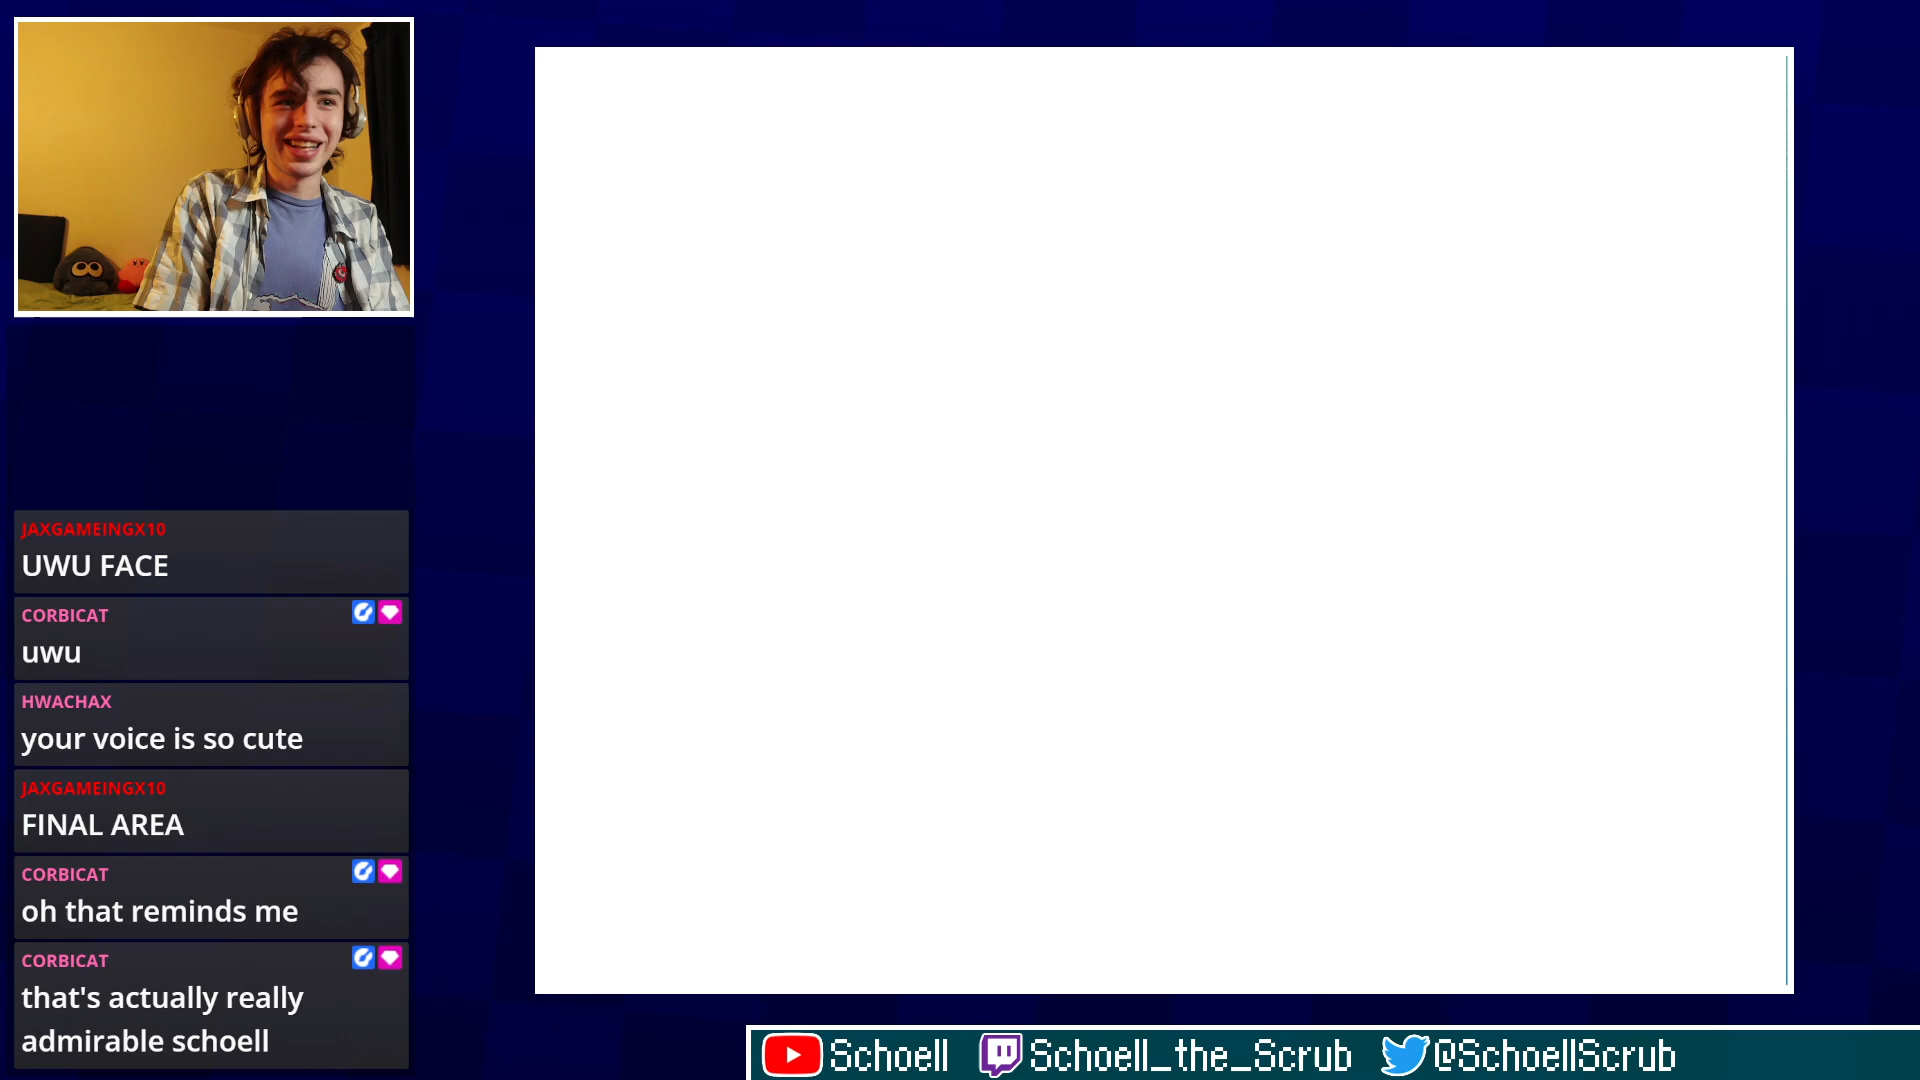 JAXGAMEINGX10
UWU FACE
CORBICAT
uwu
HWACHAX
your voice is so cute
JAXGAMEINGX10
FINAL AREA
CORBICAT
oh that reminds me
CORBICAT
that's actually really
admirable schoell
Schoell Schoell_the_Scrub @SchoellScrub